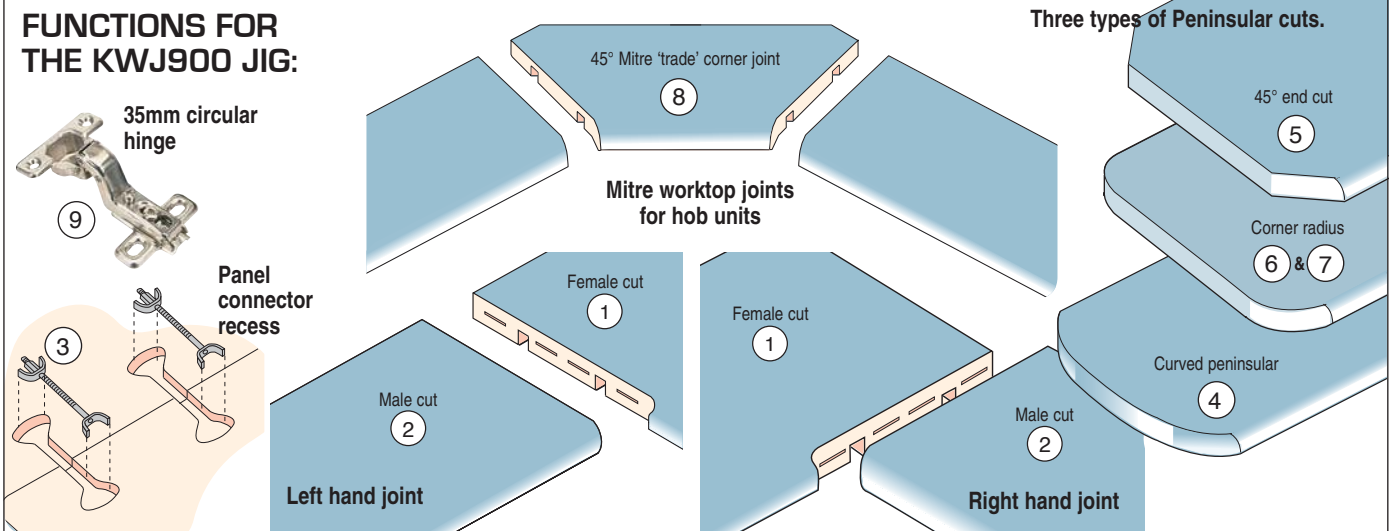 FUNCTIONS FOR
THE KWJ900 JIG:
35mm circular
hinge
9
Panel
connector
recess
3
45° Mitre ‘trade’ corner joint
8
Mitre worktop joints
for hob units
Female cut
1
Male cut
2
Left hand joint
Female cut
1
Male cut
2
Right hand joint
Three types of Peninsular cuts.
45° end cut
5
Corner radius
6 & 7
Curved peninsular
4